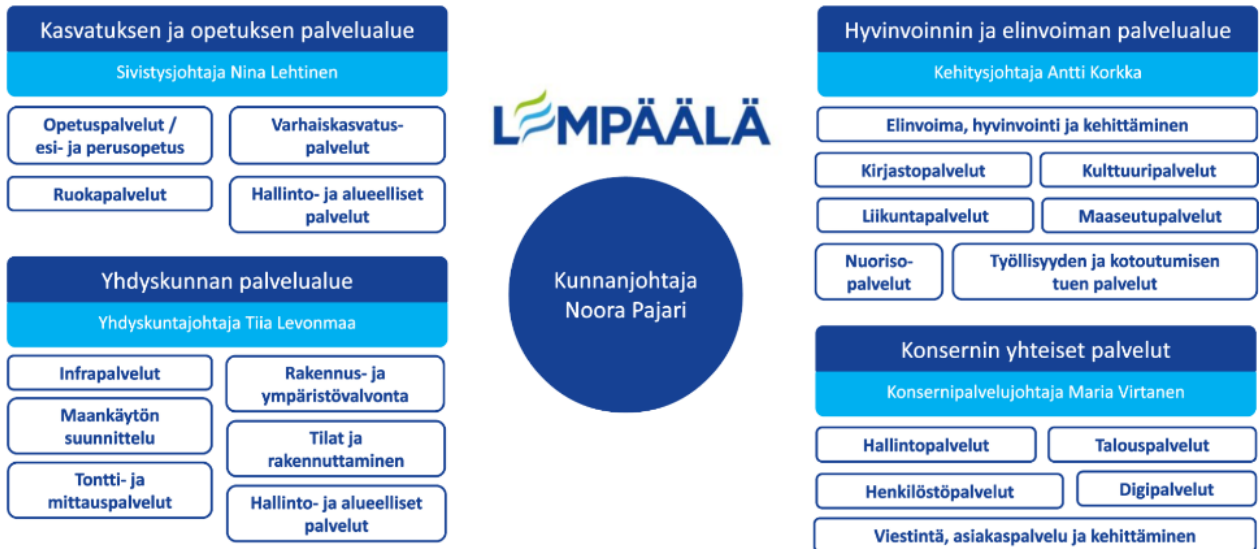 Kasvatuksen ja opetuksen palvelualue
Sivistysjohtaja Nina Lehtinen
Opetuspalvelut /
esi- ja perusopetus
Varhaiskasvatus-
palvelut
Ruokapalvelut
Hallinto- ja alueelliset
palvelut
Yhdyskunnan palvelualue
Yhdyskuntajohtaja Tiia Levonmaa
Infrapalvelut
Rakennus- ja
ympäristövalvonta
Maankäytön
suunnittelu
Tilat ja
rakennuttaminen
Tontti- ja
mittauspalvelut
Hallinto- ja alueelliset
palvelut
LEMPÄÄLÄ
Kunnanjohtaja
Noora Pajari
Hyvinvoinnin ja elinvoiman palvelualue
Kehitysjohtaja Antti Korkka
Elinvoima, hyvinvointi ja kehittäminen
Kirjastopalvelut
Kulttuuripalvelut
Liikuntapalvelut
Maaseutupalvelut
Nuoriso-
palvelut
Työllisyyden ja kotoutumisen
tuen palvelut
Konsernin yhteiset palvelut
Konsernipalvelujohtaja Maria Virtanen
Hallintopalvelut
Talouspalvelut
Henkilöstöpalvelut
Digipalvelut
Viestintä, asiakaspalvelu ja kehittäminen